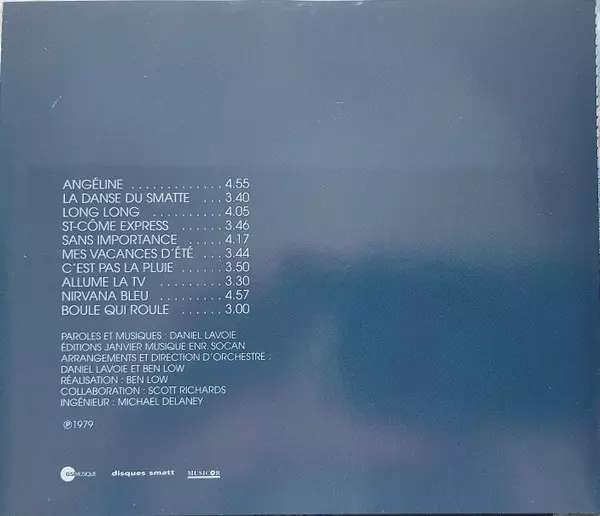 ANGÉLINE . . . . . . . . . . . . 4.55
LA DANSE DU SMATTE . . . 3.40
LONG LONG . . . . . . . . . 4.05
ST-CÔME EXPRESS . . . . . . 3.46
SANS IMPORTANCE . . . . . 4.17
MES VACANCES D'ÉTÉ . . . 3.44
C'EST PAS LA PLUIE . . . . . 3.50
ALLUME LA TV . . . . . . . . 3.30
NIRVANA BLEU . . . . . . . . . 4.57
BOULE QUI ROULE . . . . . . 3.00
PAROLES ET MUSIQUES : DANIEL LAVOIE
ÉDITIONS JANVIER MUSIQUE ENR. SOCAN
ARRANGEMENTS ET DIRECTION D'ORCHESTRE :
DANIEL LAVOIE ET BEN LOW
RÉALISATION : BEN LOW
COLLABORATION : SCOTT RICHARDS
INGÉNIEUR : MICHAEL DELANEY
℗1979
MUSIQUE disques smatt MUSICOR